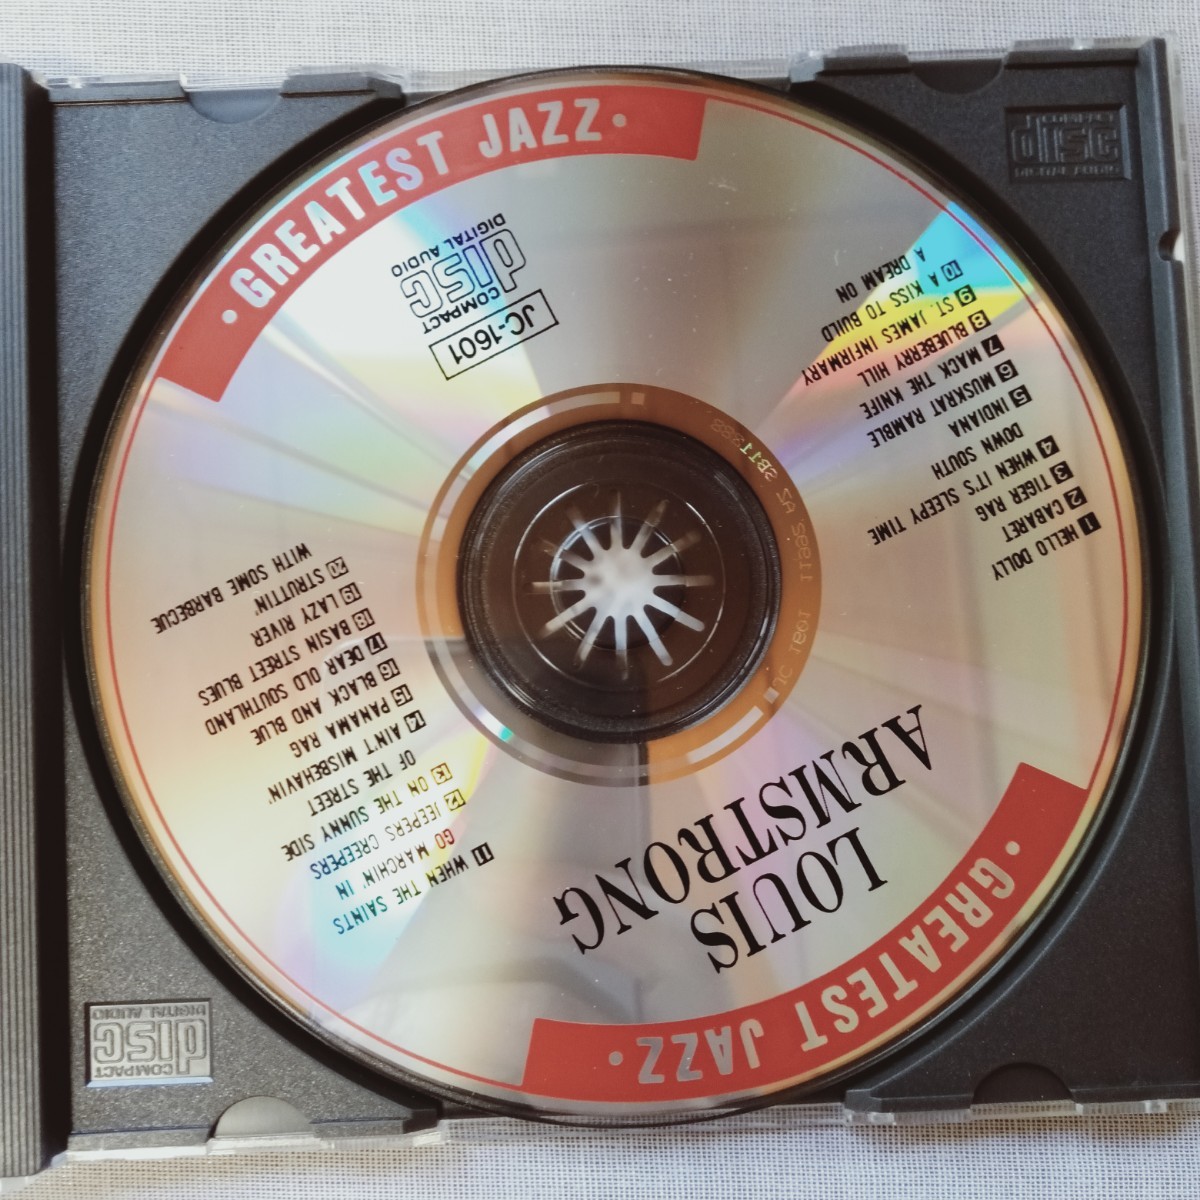 · GREATEST JAZZ ·
LOUIS
ARMSTRONG
1 HELLO DOLLY
2 CABARET
3 TIGER RAG
4 WHEN IT'S SLEEPY TIME
DOWN SOUTH
5 INDIANA
6 MUSKRAT RAMBLE
7 MACK THE KNIFE
8 BLUEBERRY HILL
9 ST. JAMES INFIRMARY
10 A KISS TO BUILD
A DREAM ON
11 WHEN THE SAINTS
GO MARCHIN' IN
12 JEEPERS CREEPERS
13 ON THE SUNNY SIDE
OF THE STREET
14 AIN'T MISBEHAVIN'
15 PANAMA RAG
16 BLACK AND BLUE
17 DEAR OLD SOUTHLAND
18 BASIN STREET BLUES
19 LAZY RIVER
20 STRUTTIN'
WITH SOME BARBECUE
JC-1601
COMPACT
disc
DIGITAL AUDIO
· GREATEST JAZZ ·
COMPACT
disc
DIGITAL AUDIO
COMPACT
disc
DIGITAL AUDIO